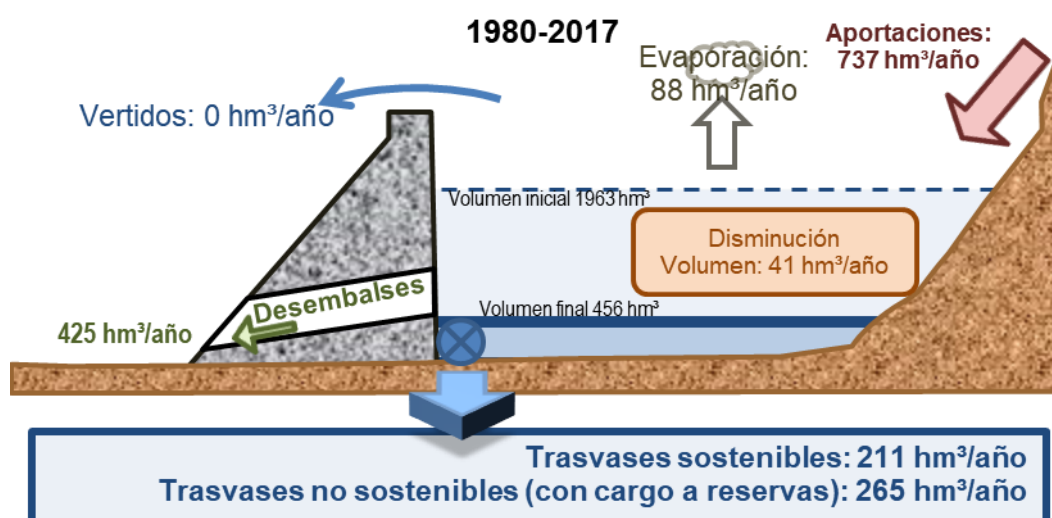 1980-2017
Aportaciones:
737 hm³/año
Evaporación:
88 hm³/año
Vertidos: 0 hm³/año
Volumen inicial 1963 hm³
Disminución
Volumen: 41 hm³/año
Desembalses
Volumen final 456 hm³
425 hm³/año
Trasvases sostenibles: 211 hm³/año
Trasvases no sostenibles (con cargo a reservas): 265 hm³/año